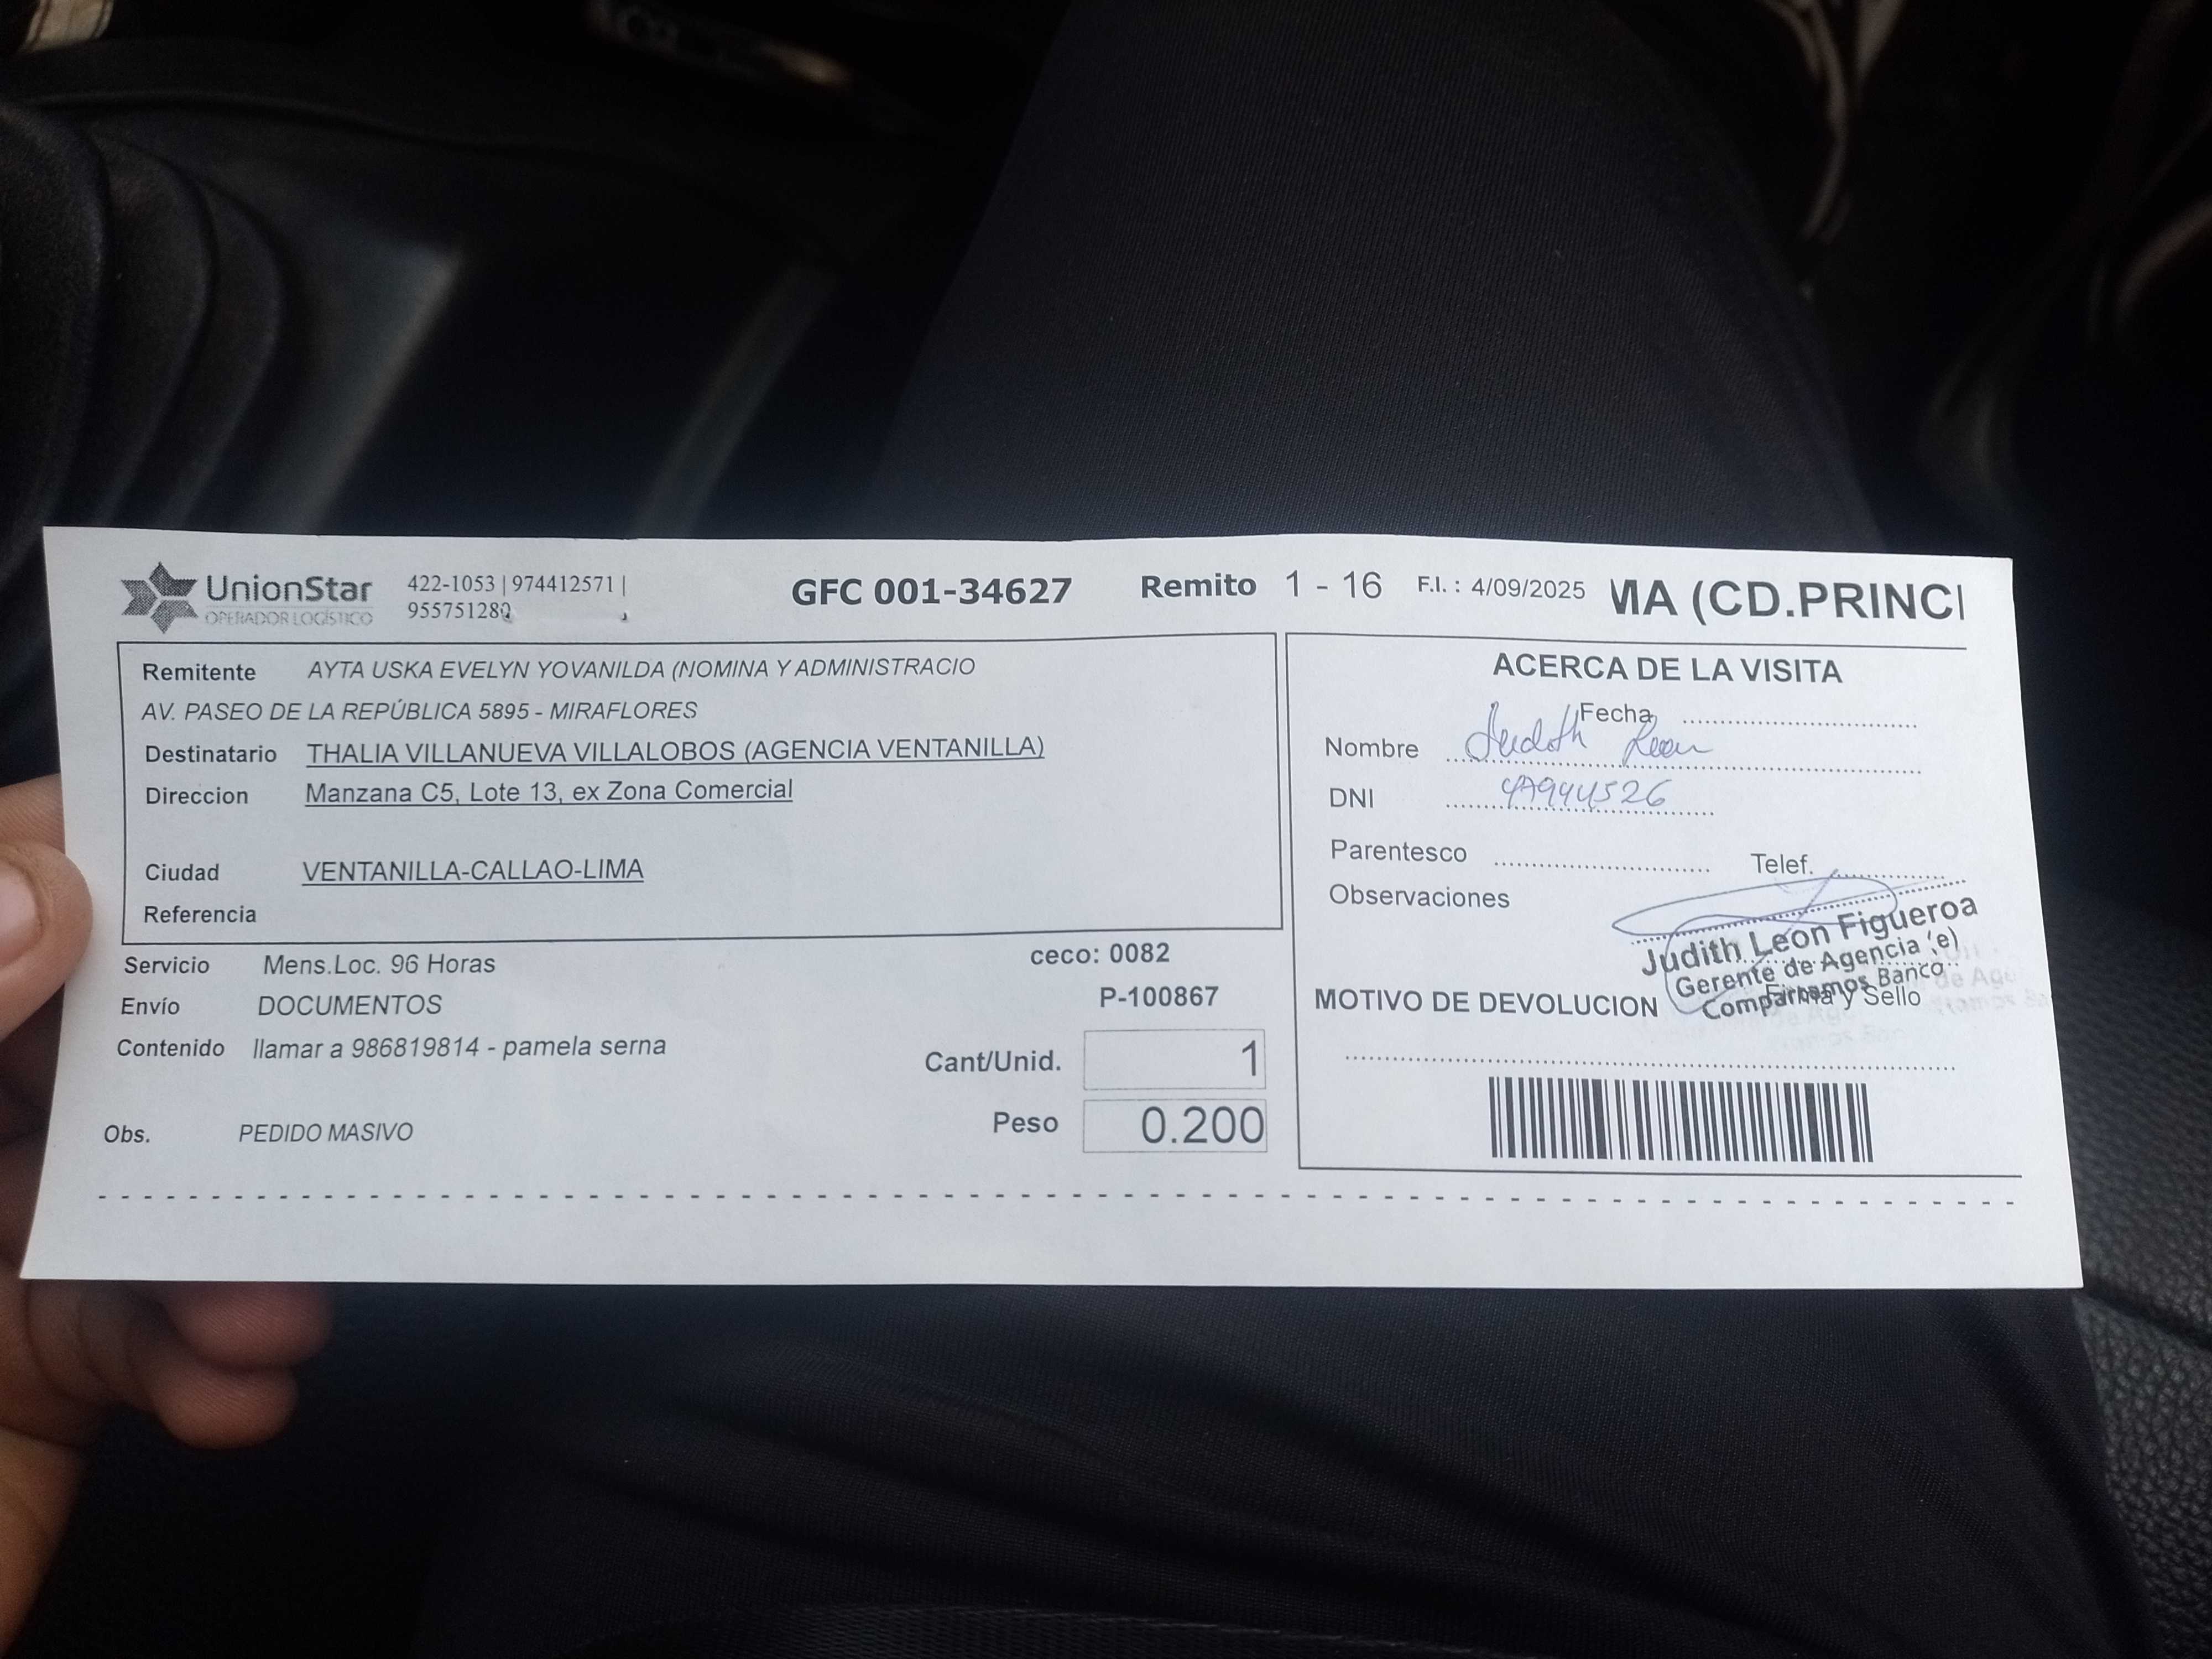 UnionStar
OPERADOR LOGÍSTICO
422-1053 | 974412571 |
955751280
GFC 001-34627
Remito 1 - 16
F.I. : 4/09/2025
MA (CD.PRINCI
Remitente AYTA USKA EVELYN YOVANILDA (NOMINA Y ADMINISTRACIO
AV. PASEO DE LA REPÚBLICA 5895 - MIRAFLORES
Destinatario THALIA VILLANUEVA VILLALOBOS (AGENCIA VENTANILLA)
Direccion Manzana C5, Lote 13, ex Zona Comercial
Ciudad VENTANILLA-CALLAO-LIMA
Referencia
Servicio Mens.Loc. 96 Horas
Envío DOCUMENTOS
Contenido llamar a 986819814 - pamela serna
Obs. PEDIDO MASIVO
ceco: 0082
P-100867
Cant/Unid. 1
Peso 0.200
ACERCA DE LA VISITA
Fecha
Nombre Judith Leon
DNI
Parentesco
Telef.
Observaciones
Judith Leon Figueroa
Gerente de Agencia (e)
Compartamos Banco
Firma y Sello
MOTIVO DE DEVOLUCION